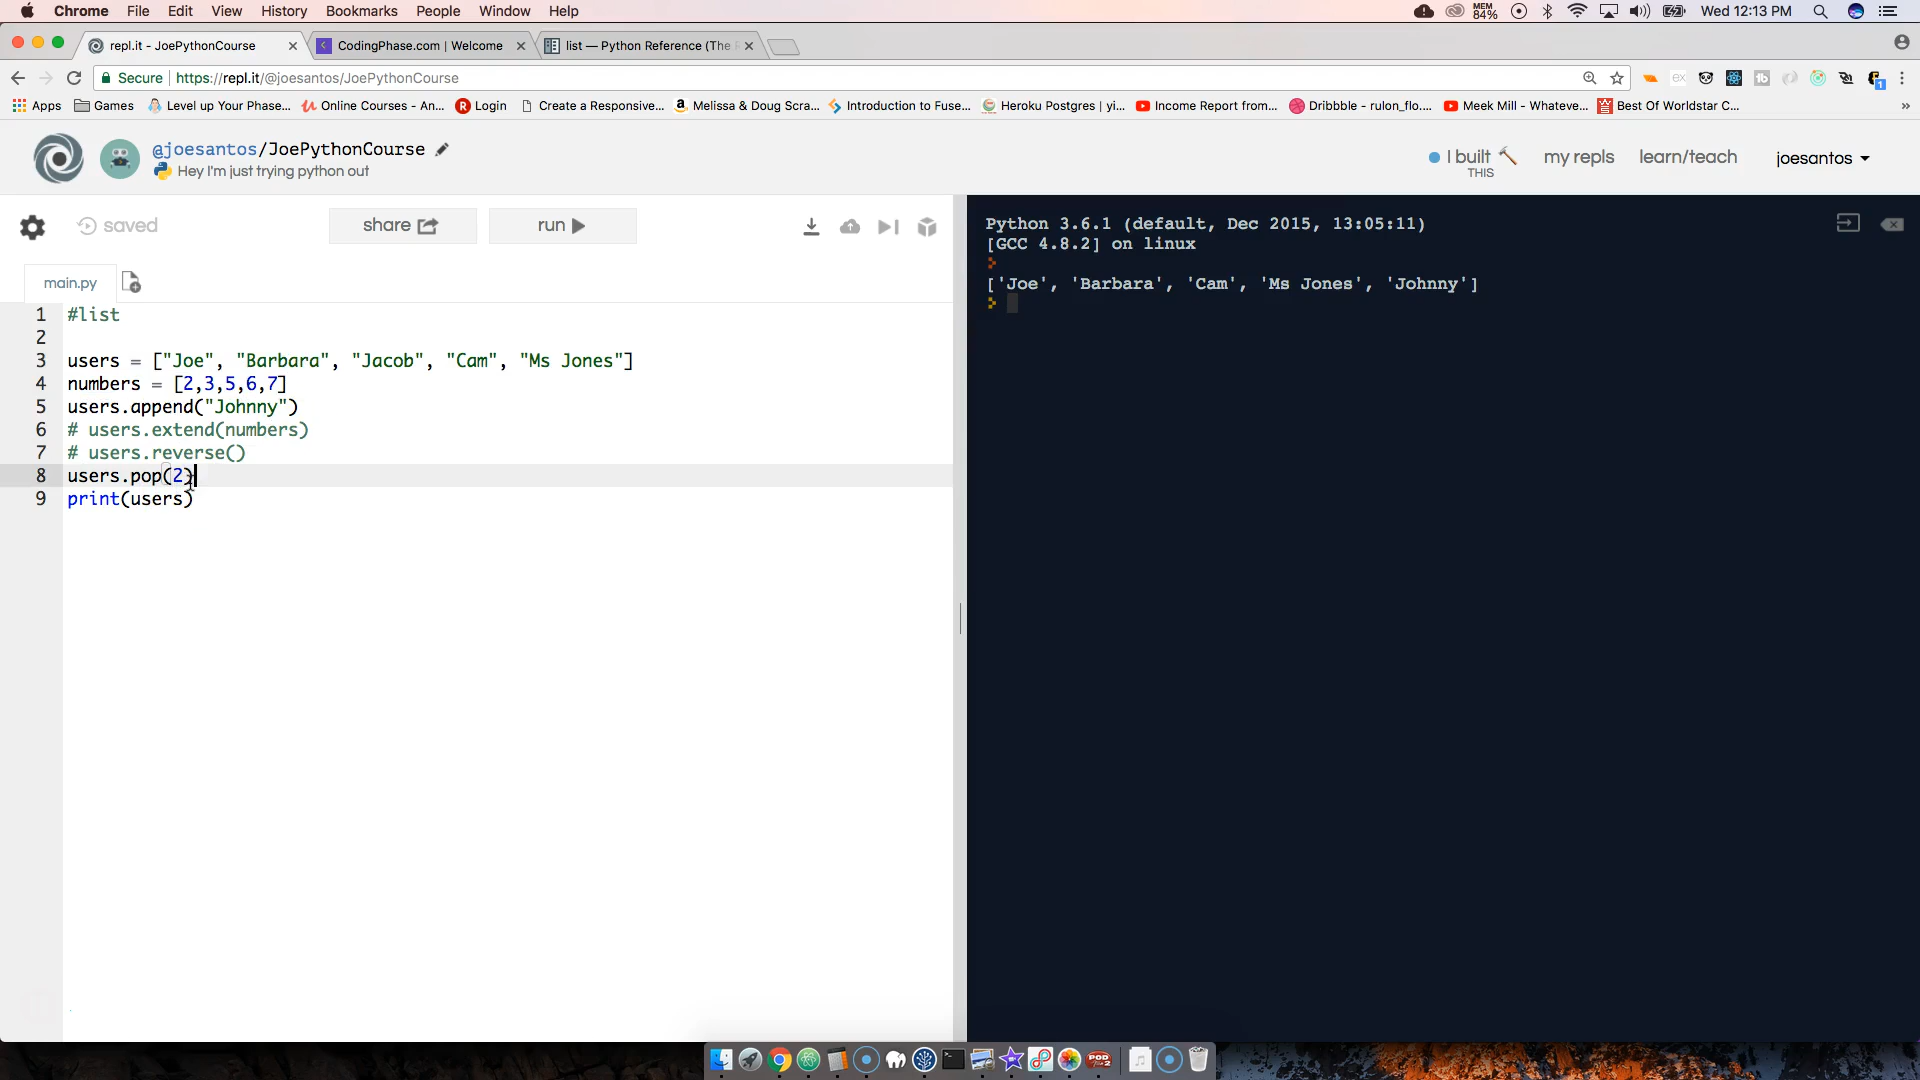 Chrome File Edit View History Bookmarks People Window Help MEM 84% Wed 12:13 PM
repl.it - JoePythonCourse CodingPhase.com | Welcome list — Python Reference (The
Secure https://repl.it/@joesantos/JoePythonCourse
Apps Games Level up Your Phase... Online Courses - An... Login Create a Responsive... Melissa & Doug Scra... Introduction to Fuse... Heroku Postgres | yi... Income Report from... Dribbble - rulon_flo.... Meek Mill - Whateve... Best Of Worldstar C... »
@joesantos/JoePythonCourse
Hey I'm just trying python out
I built THIS my repls learn/teach joesantos
saved share run
main.py
1 #list
2
3 users = ["Joe", "Barbara", "Jacob", "Cam", "Ms Jones"]
4 numbers = [2,3,5,6,7]
5 users.append("Johnny")
6 # users.extend(numbers)
7 # users.reverse()
8 users.pop(2)
9 print(users)
Python 3.6.1 (default, Dec 2015, 13:05:11)
[GCC 4.8.2] on linux
['Joe', 'Barbara', 'Cam', 'Ms Jones', 'Johnny']